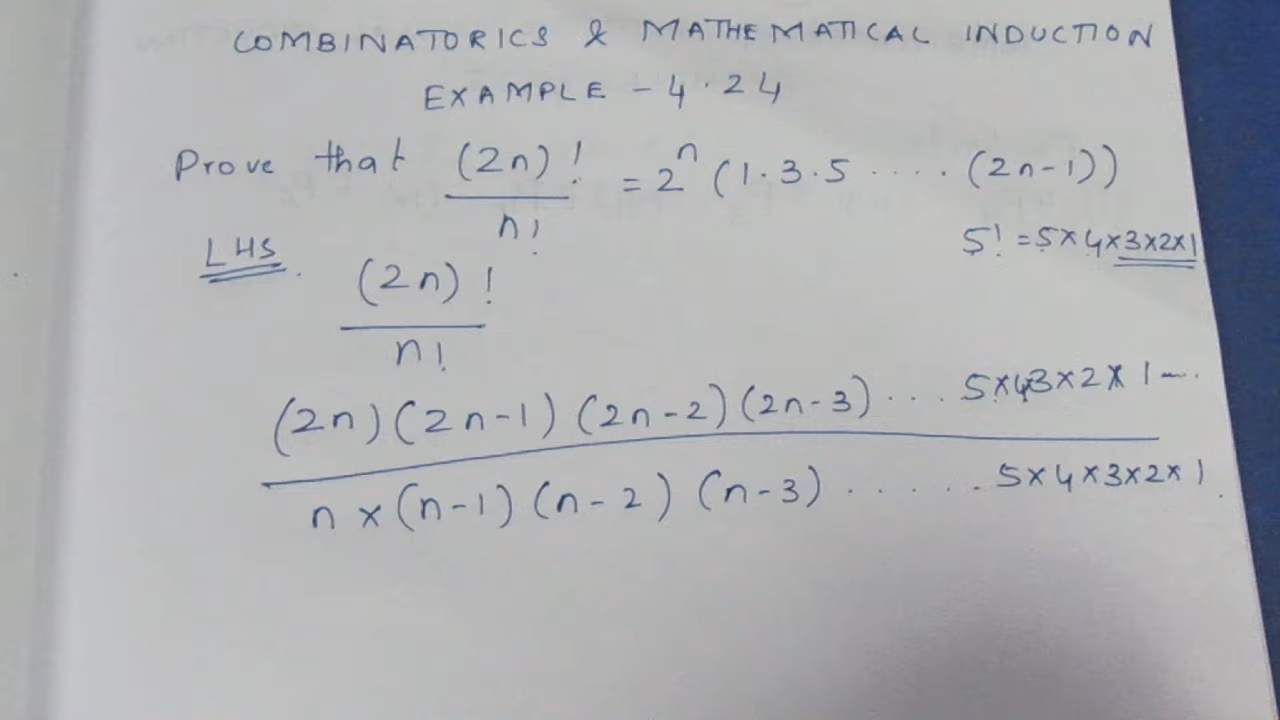 COMBINATORICS & MATHEMATICAL INDUCTION
EXAMPLE - 4.24
Prove that (2n)!/n! = 2^n (1.3.5 ..... (2n-1))
5! = 5×4×3×2×1
LHS.
(2n)!
n!
(2n)(2n-1)(2n-2)(2n-3)... 5×43×2×1....
n×(n-1)(n-2)(n-3)...... 5×4×3×2×1.